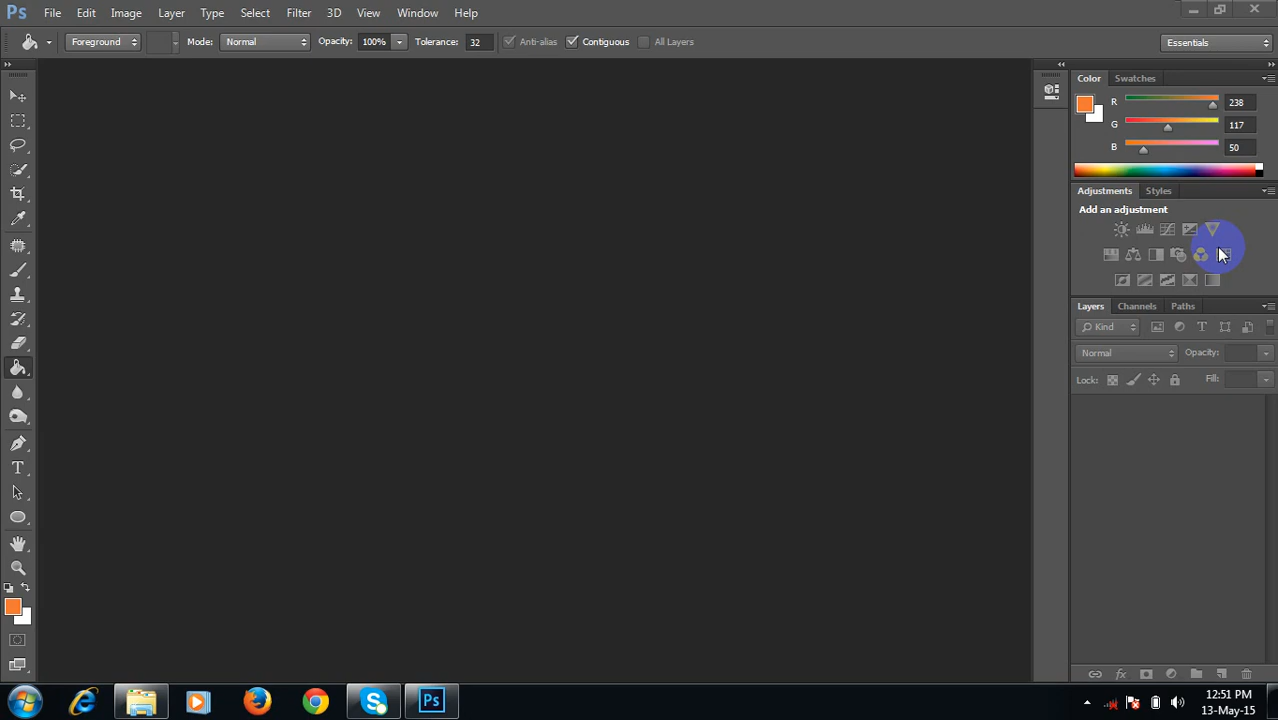 Ps File Edit Image Layer Type Select Filter 3D View Window Help
Foreground Mode: Normal Opacity: 100% Tolerance: 32 Anti-alias Contiguous All Layers Essentials
Color Swatches
R 238
G 117
B 50
Adjustments Styles
Add an adjustment
Layers Channels Paths
Kind
Normal Opacity:
Lock: Fill:
T
fx
Ps
12:51 PM
13-May-15